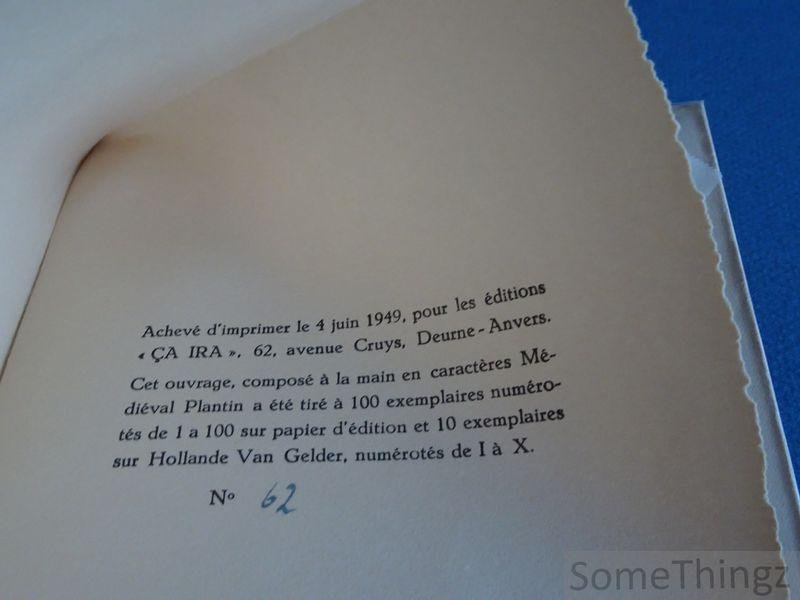 Achevé d'imprimer le 4 juin 1949, pour les éditions
« ÇA IRA », 62, avenue Cruys, Deurne-Anvers.
Cet ouvrage, composé à la main en caractères Mé-
diéval Plantin a été tiré à 100 exemplaires numéro-
tés de 1 a 100 sur papier d'édition et 10 exemplaires
sur Hollande Van Gelder, numérotés de I à X.
No 62
SomeThingz